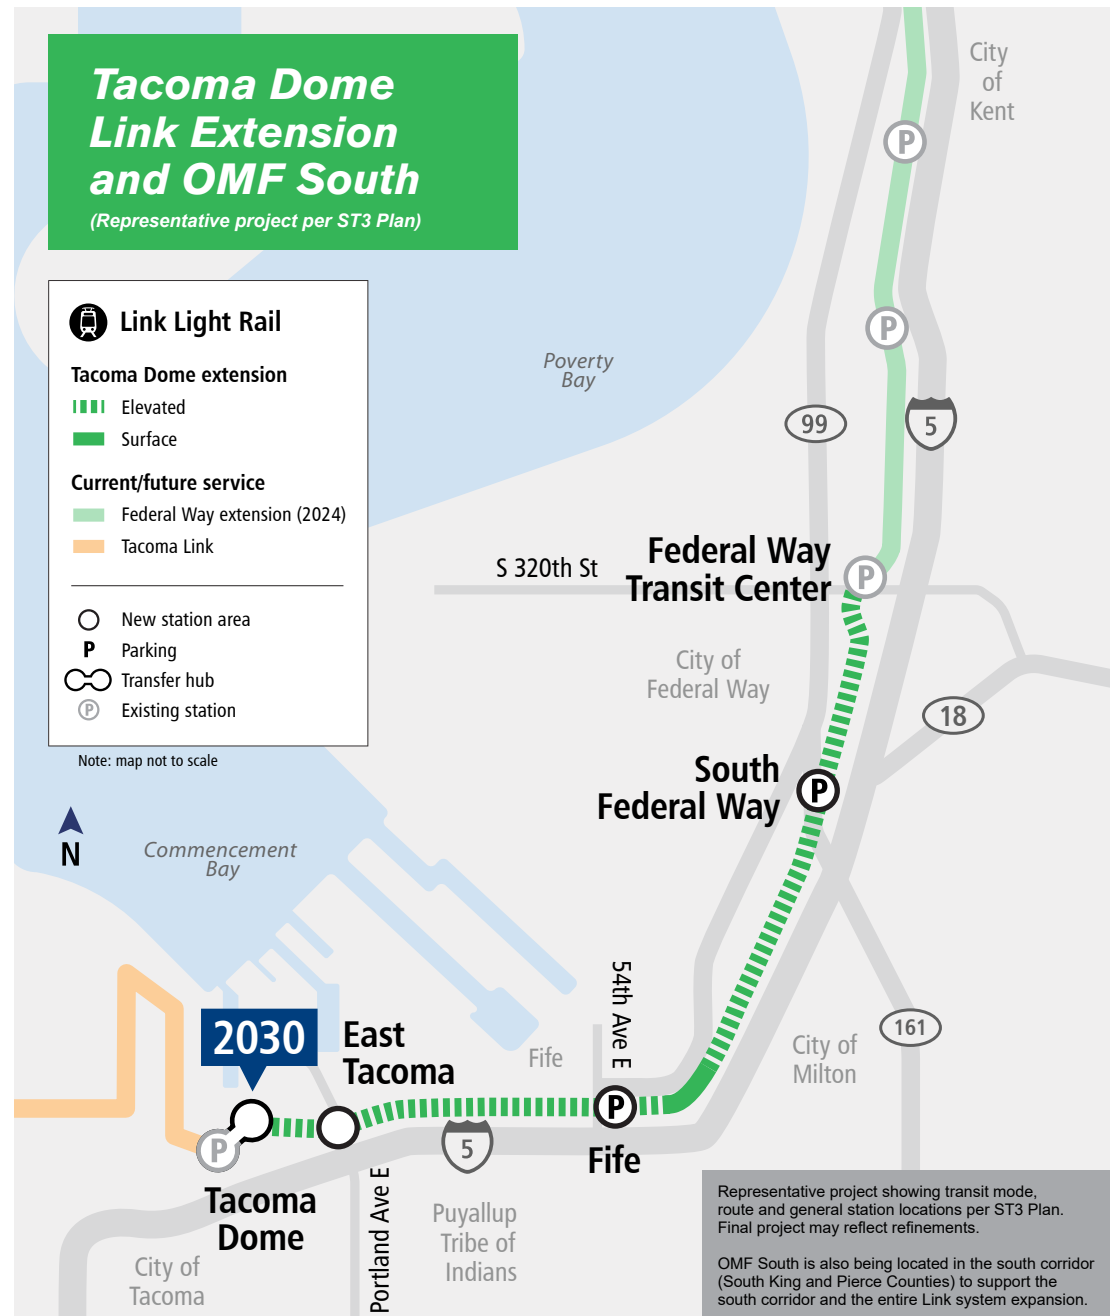 Tacoma Dome
Link Extension
and OMF South
(Representative project per ST3 Plan)
Link Light Rail
Tacoma Dome extension
Elevated
Surface
Current/future service
Federal Way extension (2024)
Tacoma Link
New station area
P Parking
Transfer hub
P Existing station
Note: map not to scale
N
City
of
Kent
P
P
Poverty
Bay
99
5
S 320th St
Federal Way
Transit Center
P
City of
Federal Way
18
South
Federal Way
P
Commencement
Bay
161
City of
Milton
54th Ave E
Fife
2030
East
Tacoma
P
Fife
P
Tacoma
Dome
5
Portland Ave E
Puyallup
Tribe of
Indians
City of
Tacoma
Representative project showing transit mode,
route and general station locations per ST3 Plan.
Final project may reflect refinements.
OMF South is also being located in the south corridor
(South King and Pierce Counties) to support the
south corridor and the entire Link system expansion.